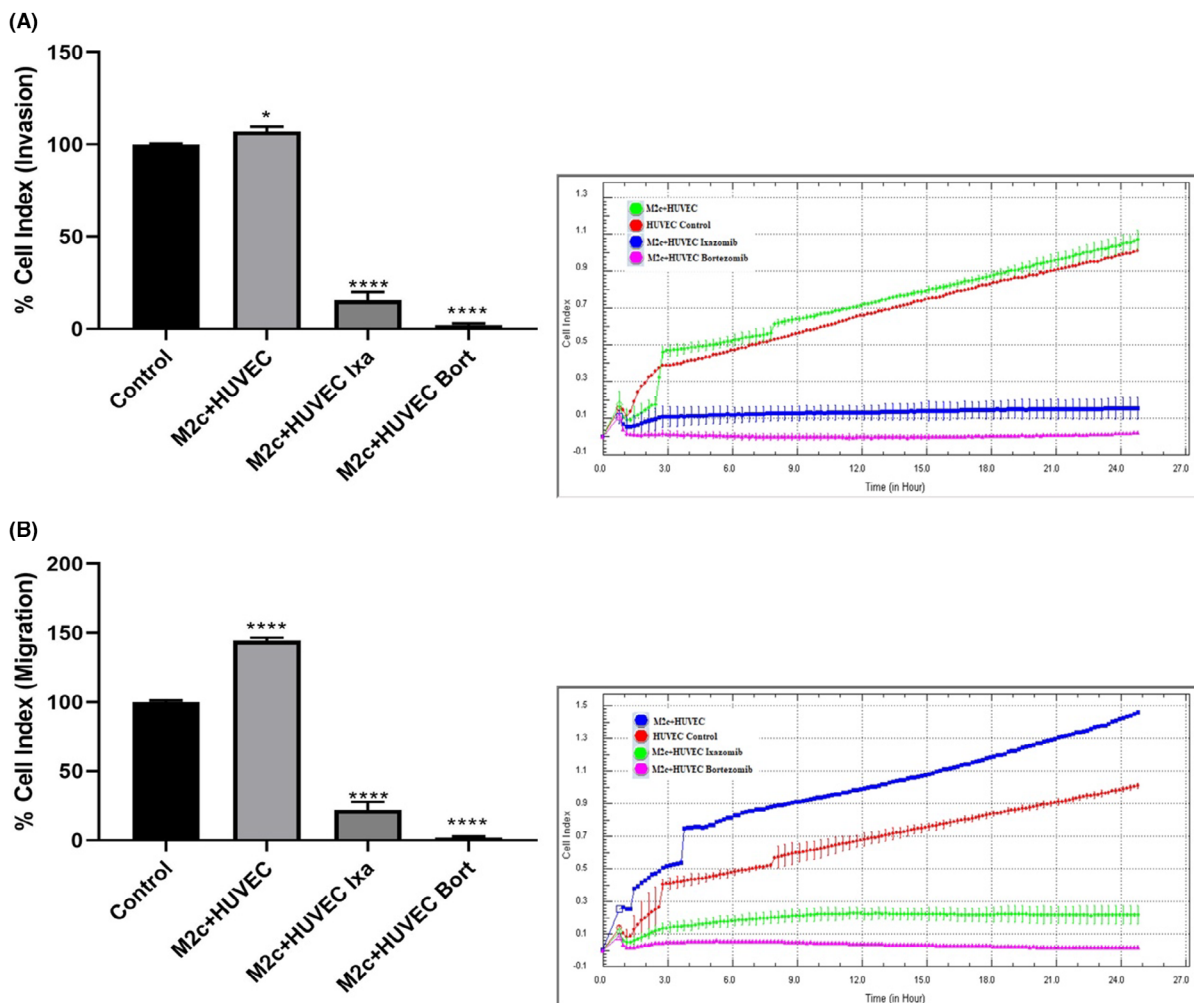 (A)
% Cell Index (Invasion)
150
100
50
0
*
****
****
Control
M2c+HUVEC
M2c+HUVEC Ixa
M2c+HUVEC Bort
Cell Index
1.3
1.1
0.9
0.7
0.5
0.3
0.1
-0.1
M2c+HUVEC
HUVEC Control
M2c+HUVEC Ixazomib
M2c+HUVEC Bortezomib
0.0 3.0 6.0 9.0 12.0 15.0 18.0 21.0 24.0 27.0
Time (in Hour)
(B)
% Cell Index (Migration)
200
150
100
50
0
****
****
****
Control
M2c+HUVEC
M2c+HUVEC Ixa
M2c+HUVEC Bort
Cell Index
1.5
1.3
1.1
0.9
0.7
0.5
0.3
0.1
-0.1
M2c+HUVEC
HUVEC Control
M2c+HUVEC Ixazomib
M2c+HUVEC Bortezomib
0.0 3.0 6.0 9.0 12.0 15.0 18.0 21.0 24.0 27.0
Time (in Hour)